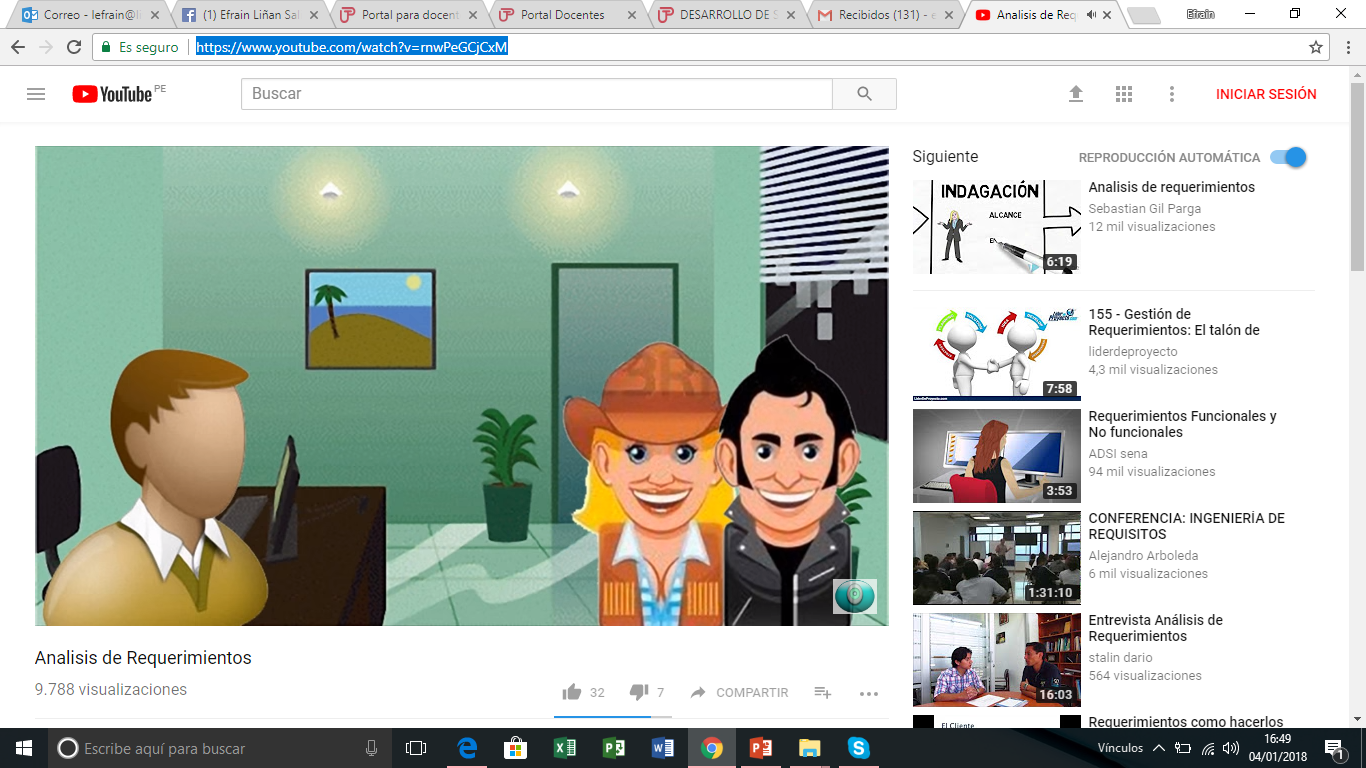 Correo - lefrain@l
(1) Efrain Liñan Sal
Portal para docent
Portal Docentes
DESARROLLO DE S
Recibidos (131) - e
Analisis de Req
Efrain
Es seguro
https://www.youtube.com/watch?v=rnwPeGCjCxM
YouTube PE
Buscar
INICIAR SESIÓN
Siguiente
REPRODUCCIÓN AUTOMÁTICA
INDAGACIÓN
ALCANCE
6:19
Analisis de requerimientos
Sebastian Gil Parga
12 mil visualizaciones
7:58
155 - Gestión de
Requerimientos: El talón de
liderdeproyecto
4,3 mil visualizaciones
3:53
Requerimientos Funcionales y
No funcionales
ADSI sena
94 mil visualizaciones
1:31:10
CONFERENCIA: INGENIERÍA DE
REQUISITOS
Alejandro Arboleda
6 mil visualizaciones
16:03
Entrevista Análisis de
Requerimientos
stalin dario
564 visualizaciones
El Cliente
Requerimientos como hacerlos
Analisis de Requerimientos
9.788 visualizaciones
32
7
COMPARTIR
Escribe aquí para buscar
Vínculos
16:49
04/01/2018
1